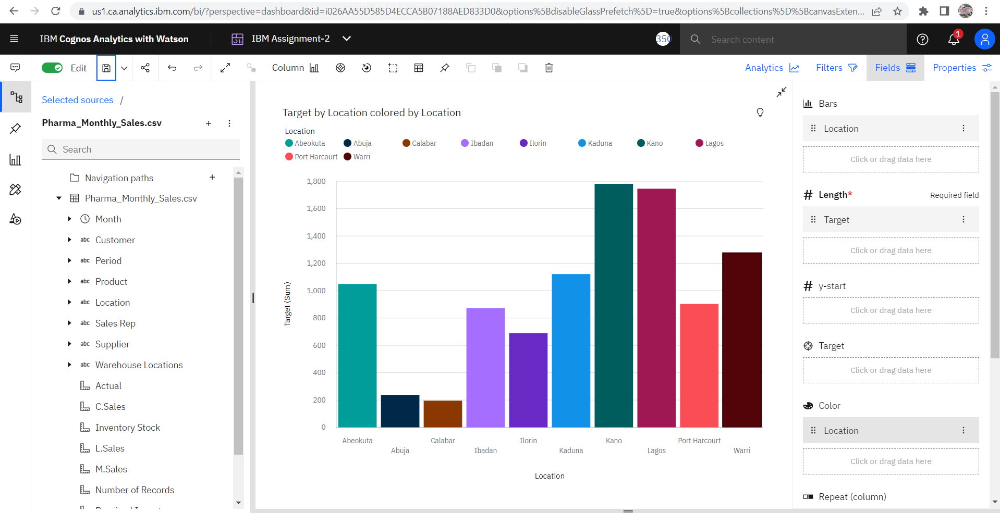 us1.ca.analytics.ibm.com/bi/?perspective=dashboard&id=i026AA55D585D4ECCA5B07188AED833D0&options%5BdisableGlassPrefetch%5D=true&options%5Bcollections%5D%5BcanvasExten...
IBM Cognos Analytics with Watson
IBM Assignment-2
350
Search content
1
Edit
Column
Analytics
Filters
Fields
Properties
Selected sources /
Pharma_Monthly_Sales.csv
Search
Navigation paths
Pharma_Monthly_Sales.csv
Month
abc Customer
abc Period
abc Product
abc Location
abc Sales Rep
abc Supplier
abc Warehouse Locations
Actual
C.Sales
Inventory Stock
L.Sales
M.Sales
Number of Records
Target by Location colored by Location
Location
Abeokuta Abuja Calabar Ibadan Ilorin Kaduna Kano Lagos
Port Harcourt Warri
1,800
1,600
1,400
1,200
1,000
800
600
400
200
0
Target (Sum)
Abeokuta Calabar Ilorin Kano Port Harcourt
Abuja Ibadan Kaduna Lagos Warri
Location
Bars
Location
Click or drag data here
# Length* Required field
Target
Click or drag data here
# y-start
Click or drag data here
Target
Click or drag data here
Color
Location
Click or drag data here
Repeat (column)